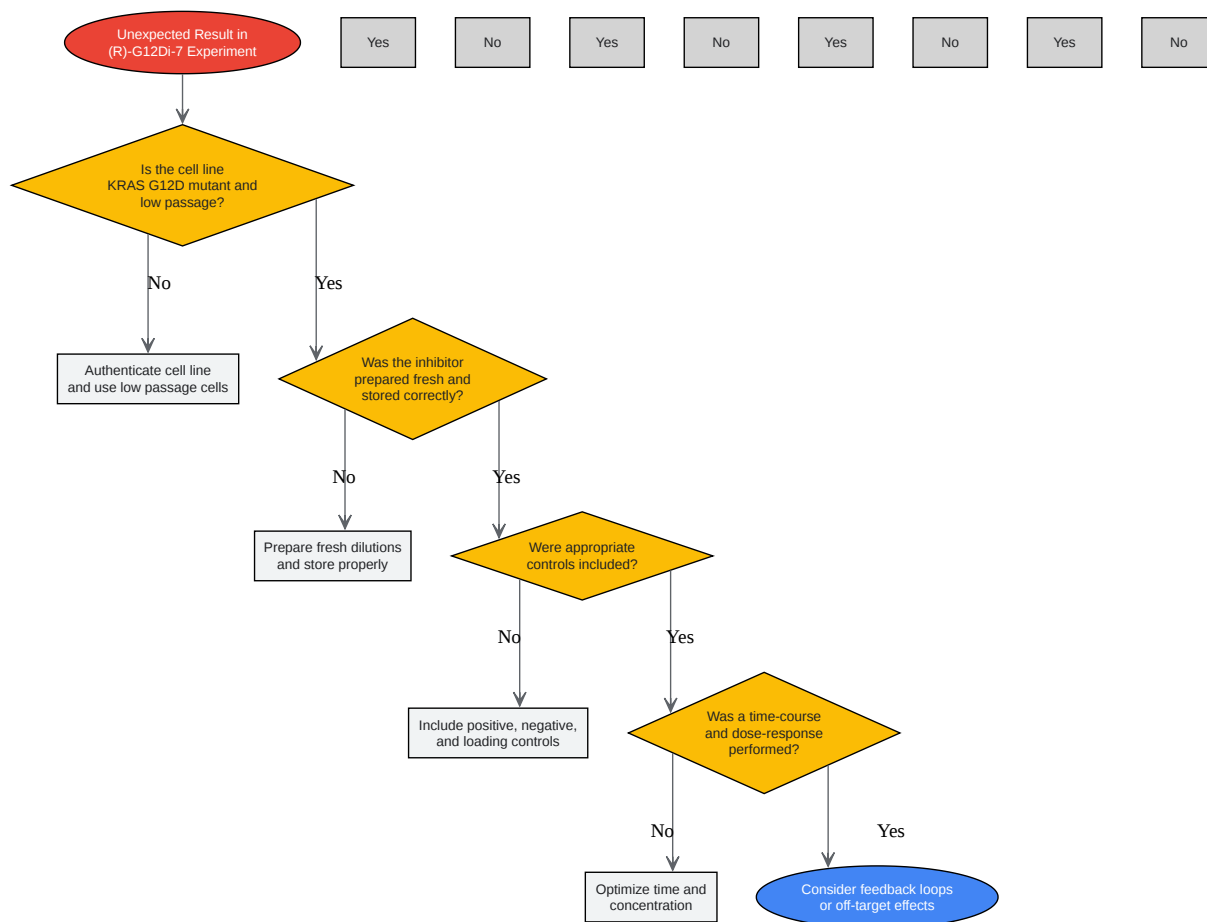 Unexpected Result in
(R)-G12Di-7 Experiment
Yes
No
Yes
No
Yes
No
Yes
No
Is the cell line
KRAS G12D mutant and
low passage?
No
Yes
Authenticate cell line
and use low passage cells
Was the inhibitor
prepared fresh and
stored correctly?
No
Yes
Prepare fresh dilutions
and store properly
Were appropriate
controls included?
No
Yes
Include positive, negative,
and loading controls
Was a time-course
and dose-response
performed?
No
Yes
Optimize time and
concentration
Consider feedback loops
or off-target effects